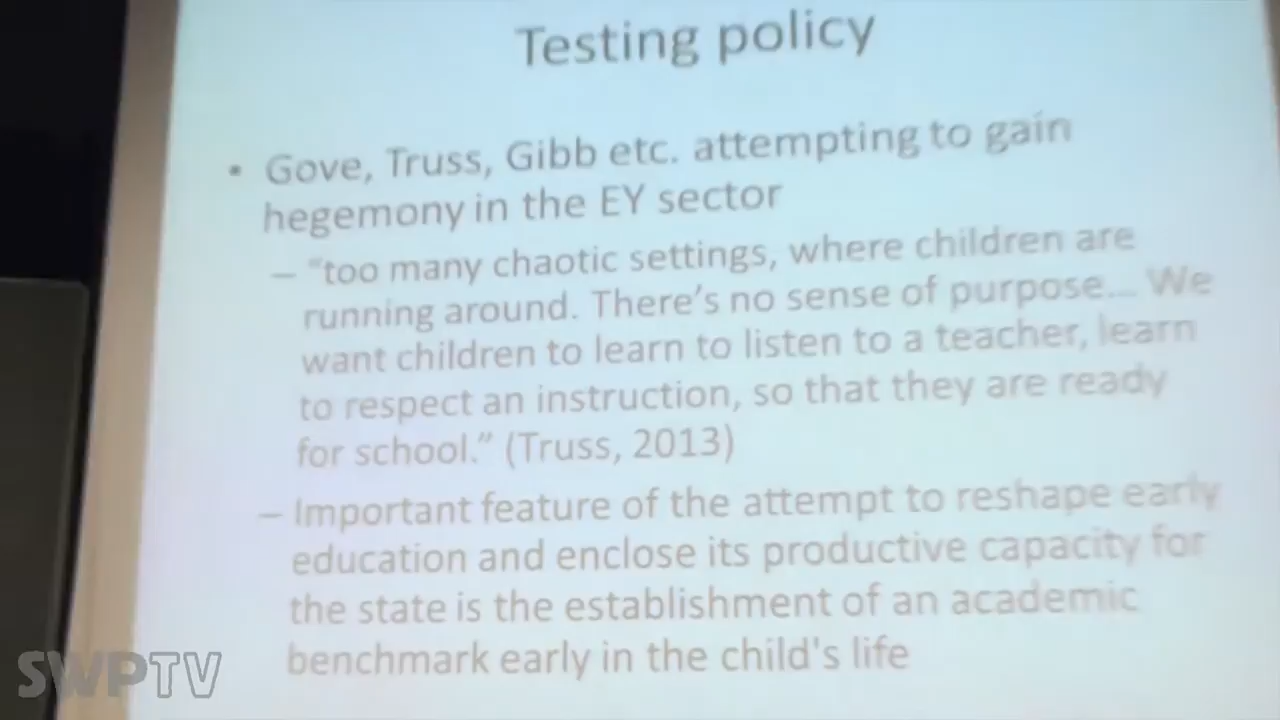 Testing policy
• Gove, Truss, Gibb etc. attempting to gain
hegemony in the EY sector
– “too many chaotic settings, where children are
running around. There’s no sense of purpose... We
want children to learn to listen to a teacher, learn
to respect an instruction, so that they are ready
for school.” (Truss, 2013)
– Important feature of the attempt to reshape early
education and enclose its productive capacity for
the state is the establishment of an academic
benchmark early in the child's life
SWPTV